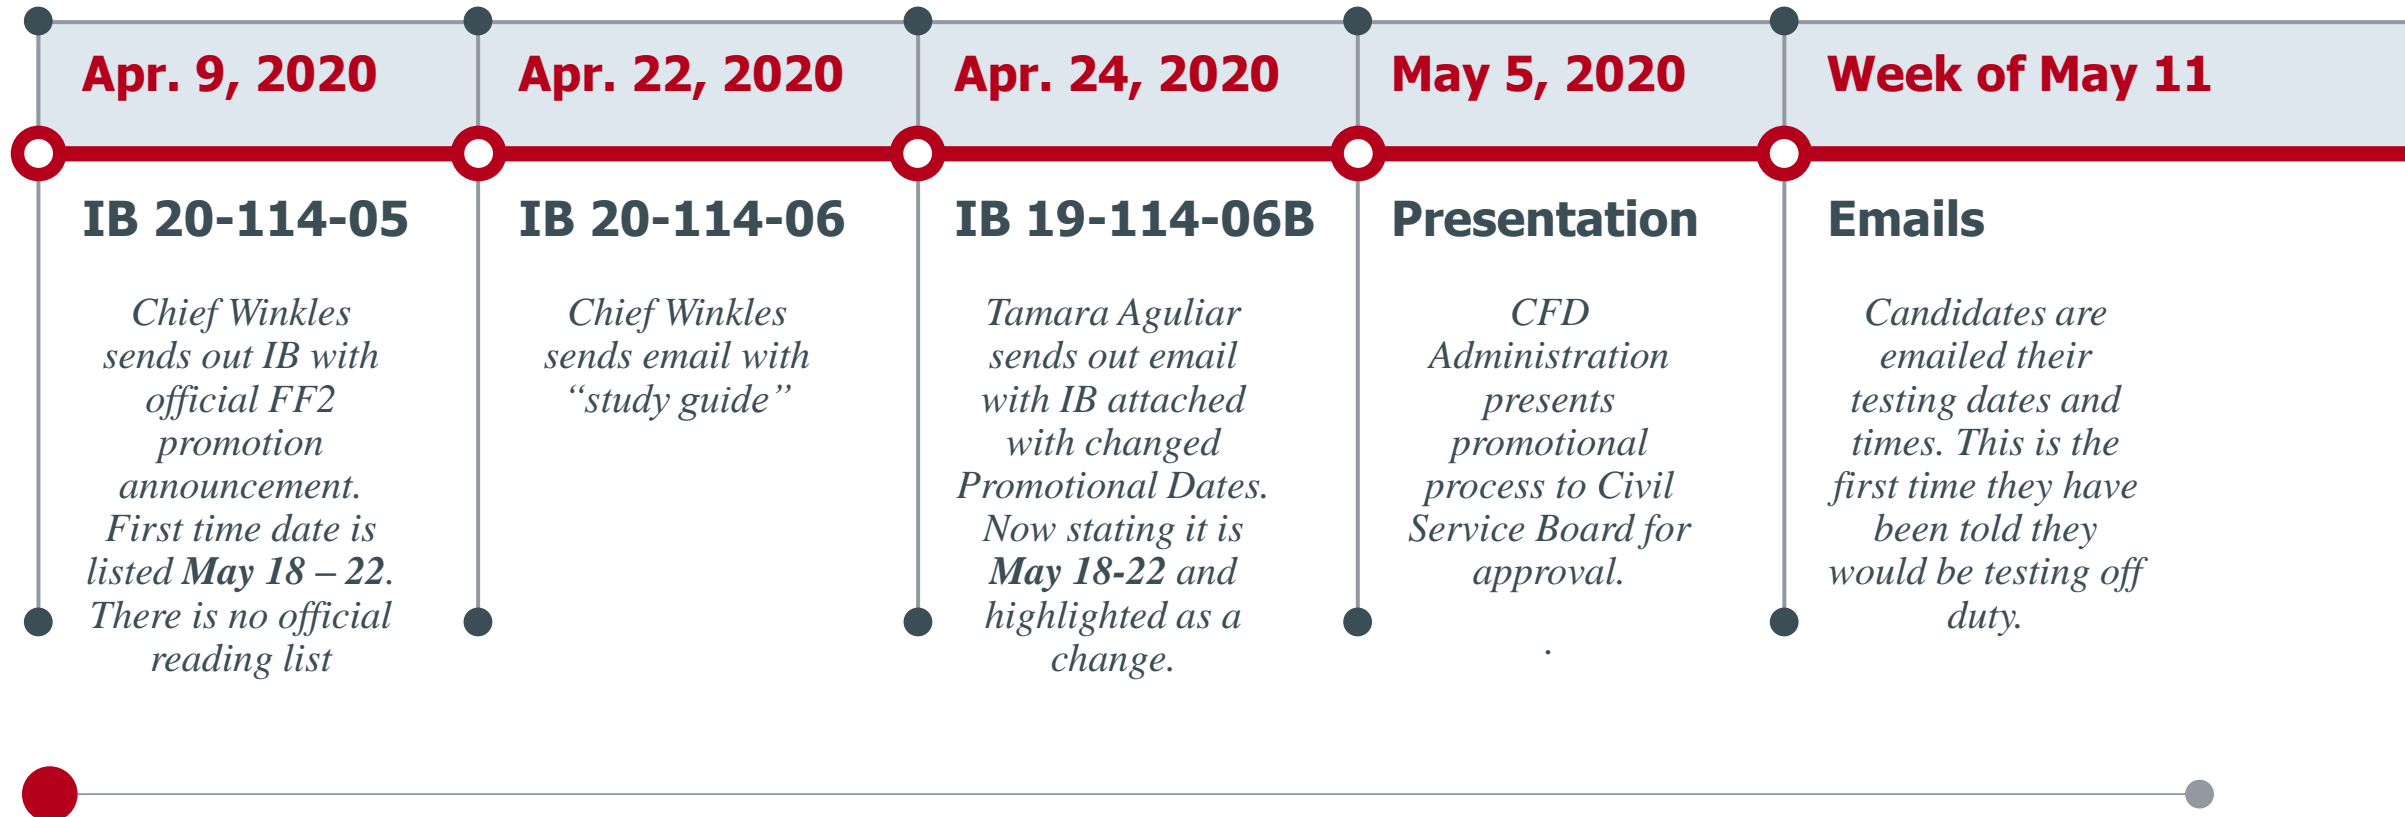 Apr. 9, 2020
IB 20-114-05
Chief Winkles
sends out IB with
official FF2
promotion
announcement.
First time date is
listed May 18 – 22.
There is no official
reading list
Apr. 22, 2020
IB 20-114-06
Chief Winkles
sends email with
“study guide”
Apr. 24, 2020
IB 19-114-06B
Tamara Aguliar
sends out email
with IB attached
with changed
Promotional Dates.
Now stating it is
May 18-22 and
highlighted as a
change.
May 5, 2020
Presentation
CFD
Administration
presents
promotional
process to Civil
Service Board for
approval.
.
Week of May 11
Emails
Candidates are
emailed their
testing dates and
times. This is the
first time they have
been told they
would be testing off
duty.